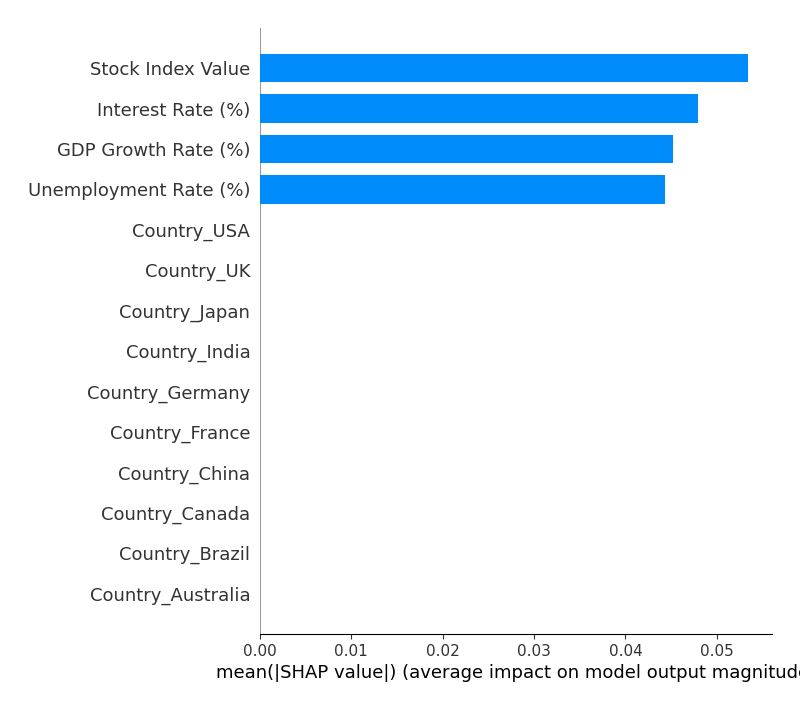 Stock Index Value
Interest Rate (%)
GDP Growth Rate (%)
Unemployment Rate (%)
Country_USA
Country_UK
Country_Japan
Country_India
Country_Germany
Country_France
Country_China
Country_Canada
Country_Brazil
Country_Australia
0.00 0.01 0.02 0.03 0.04 0.05
mean(|SHAP value|) (average impact on model output magnitude